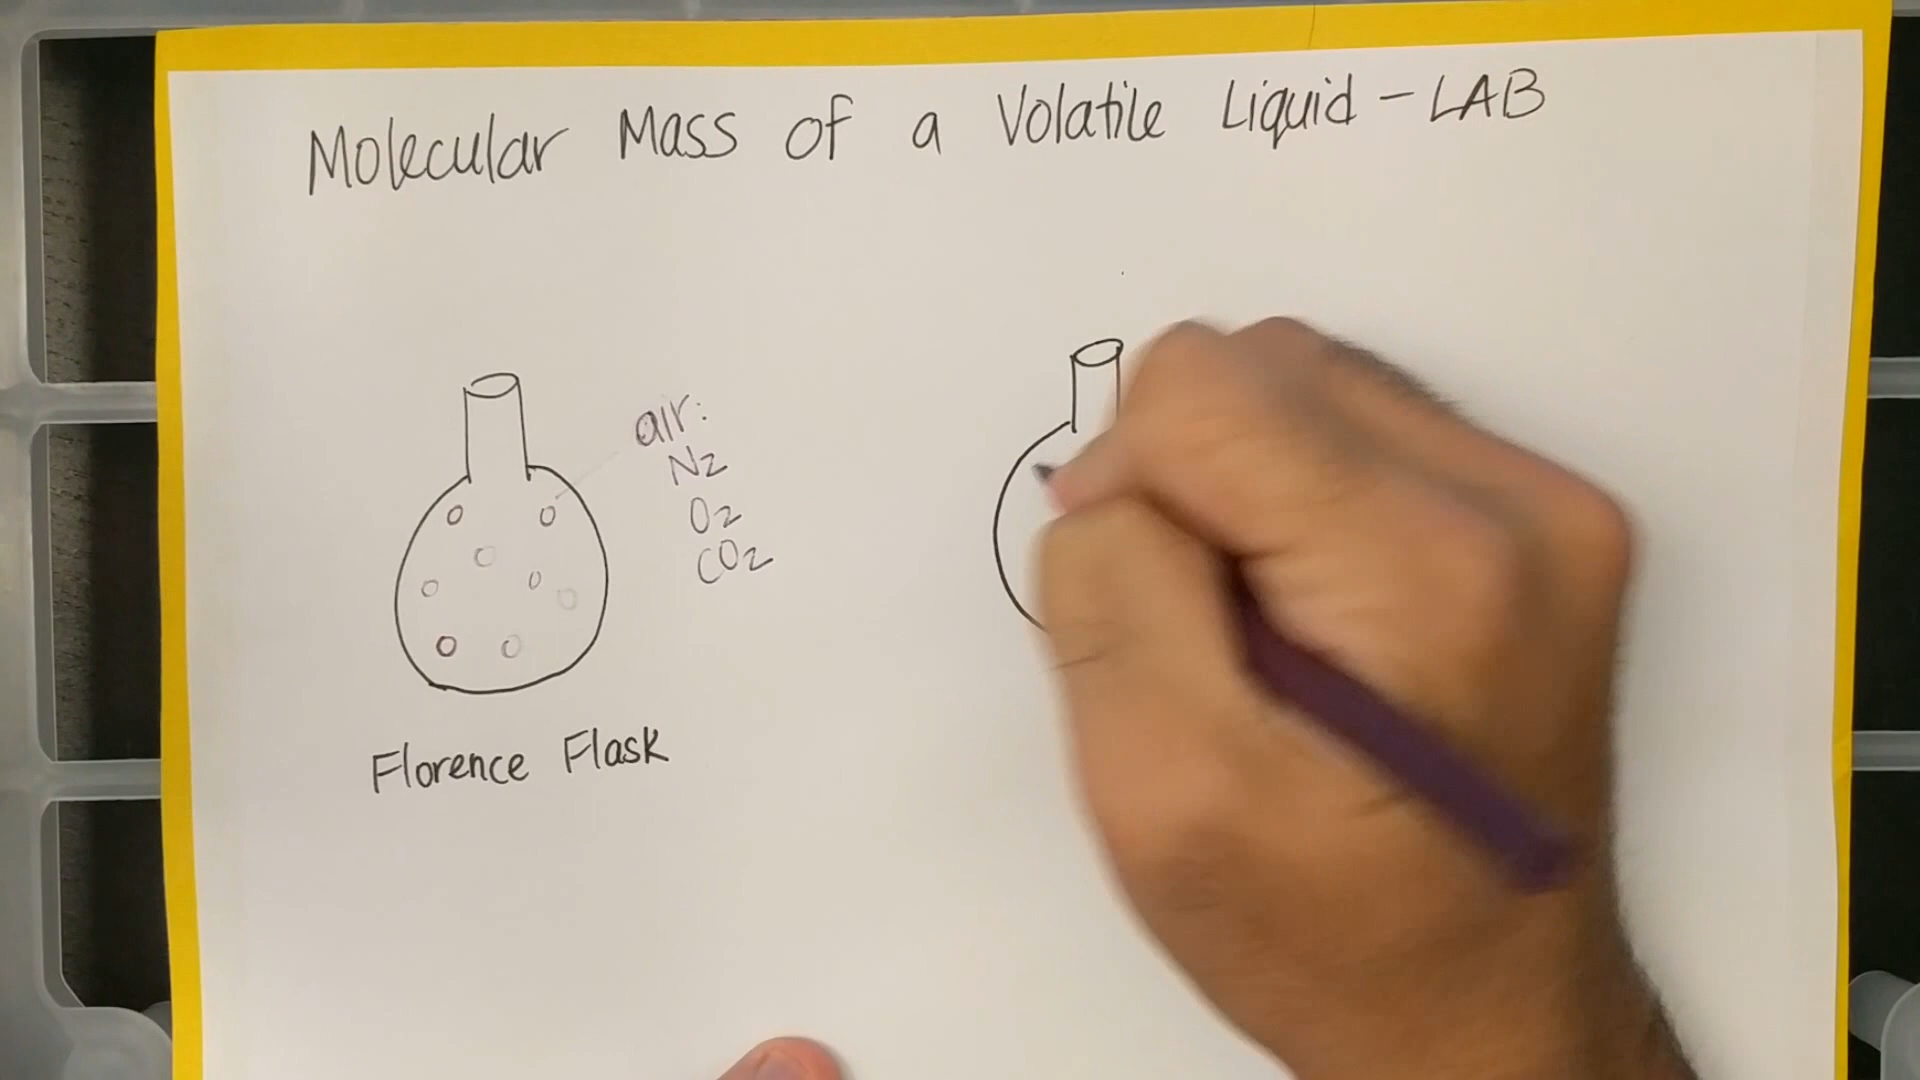 Molecular Mass of a Volatile Liquid - LAB
air:
N2
O2
CO2
Florence Flask